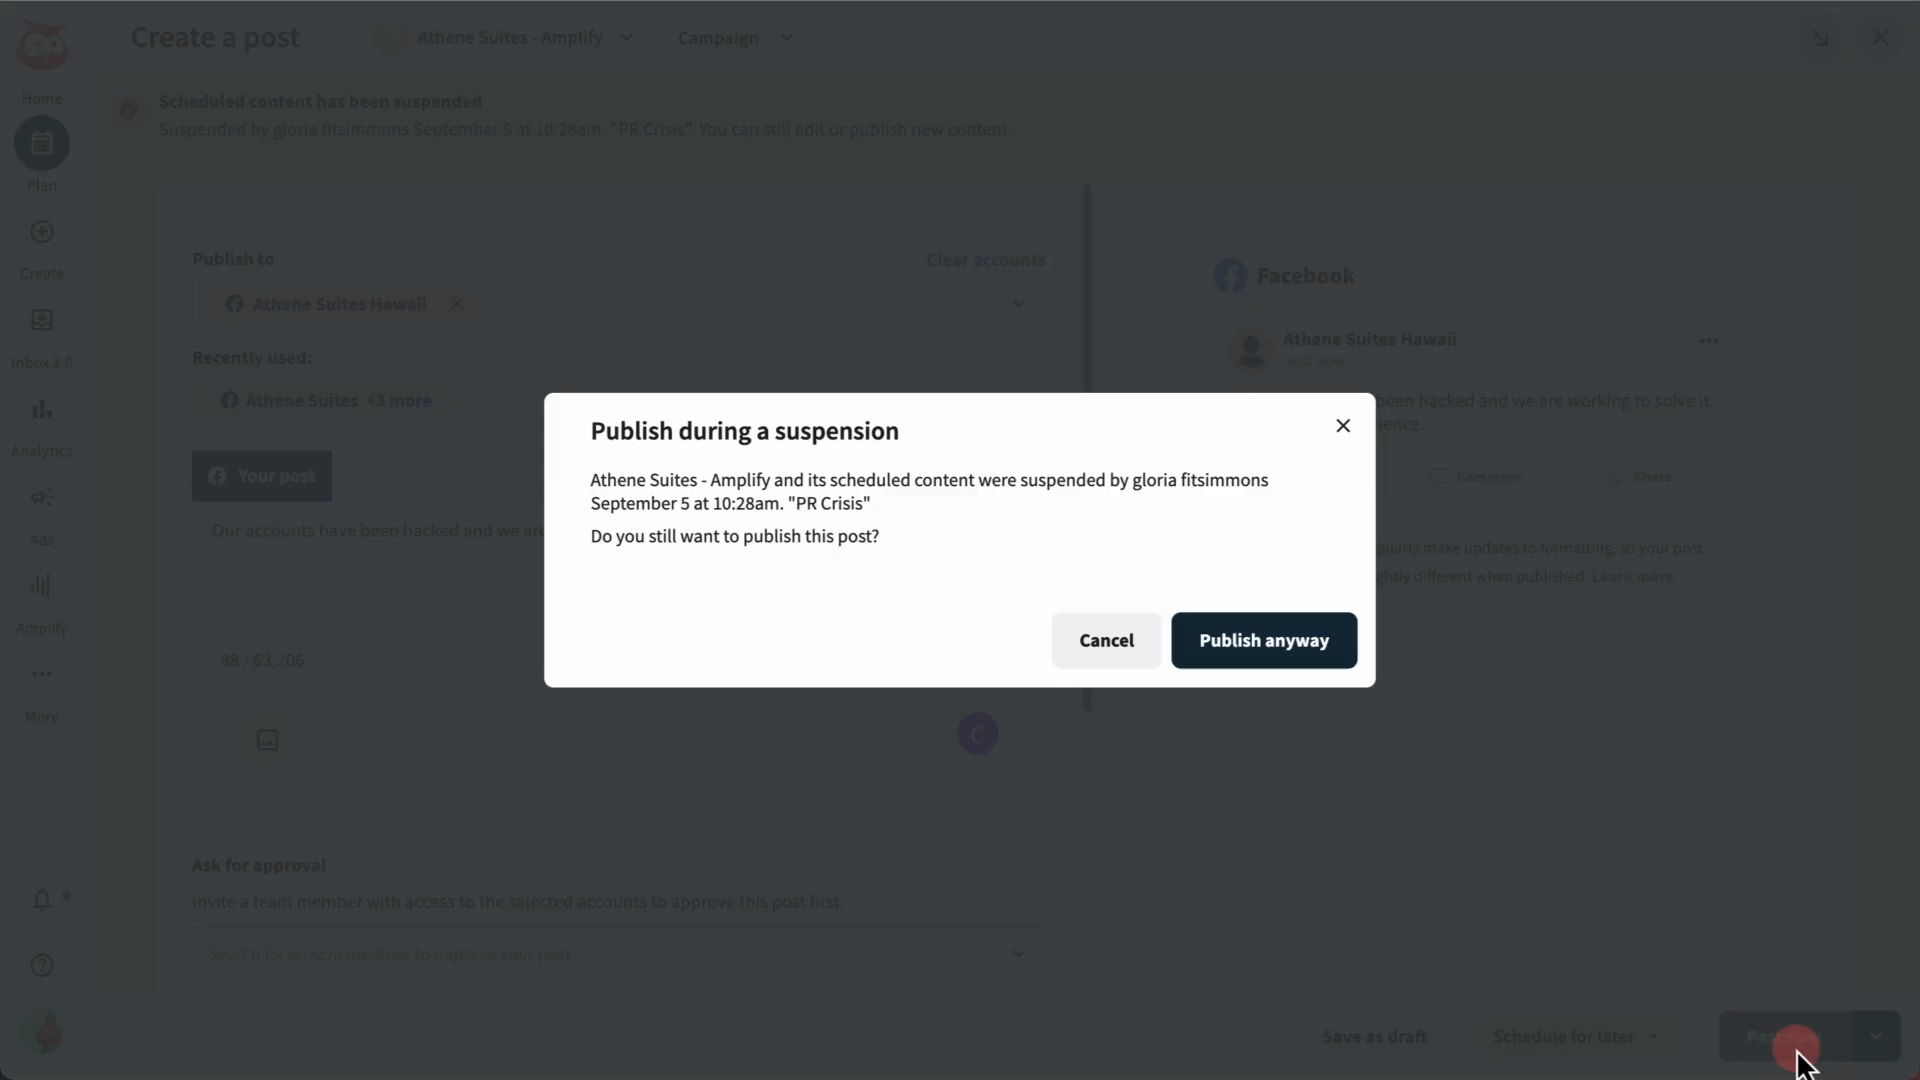 Create a post
Athene Suites - Amplify
Campaign
Home
Scheduled content has been suspended
Suspended by gloria fitsimmons September 5 at 10:28am. "PR Crisis" You can still edit or publish new content.
Plan
Create
Inbox 2.0
Analytics
Ads
Amplify
More
Publish to
Clear accounts
Athene Suites Hawaii
Recently used:
Athene Suites +3 more
Your post
Our accounts have been hacked and we are
88 / 63,206
C
Ask for approval
Invite a team member with access to the selected accounts to approve this post first.
Search for a team member to approve your post
Facebook
Athene Suites Hawaii
Just now
been hacked and we are working to solve it.
ience.
Comment
Share
gularly make updates to formatting, so your post
ghtly different when published. Learn more
Publish during a suspension
Athene Suites - Amplify and its scheduled content were suspended by gloria fitsimmons
September 5 at 10:28am. "PR Crisis"
Do you still want to publish this post?
Cancel
Publish anyway
Save as draft
Schedule for later